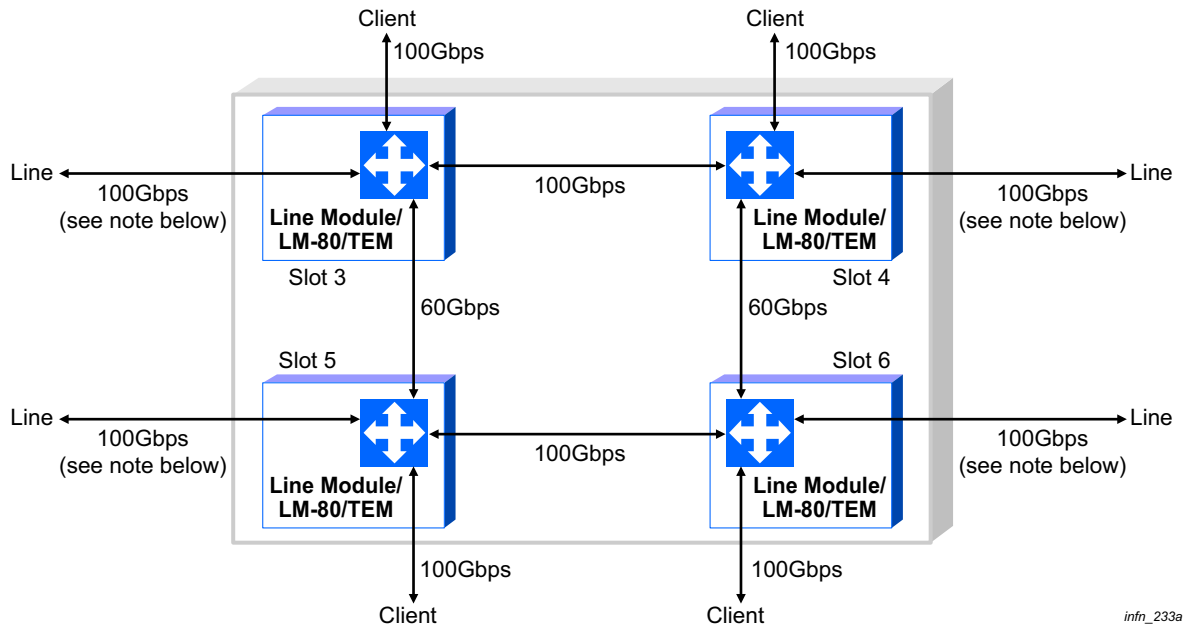 Client
Client
100Gbps
100Gbps
Line
Line
100Gbps
(see note below)
100Gbps
100Gbps
(see note below)
Line Module/
LM-80/TEM
Line Module/
LM-80/TEM
Slot 3
Slot 4
60Gbps
60Gbps
Slot 5
Slot 6
Line
Line
100Gbps
(see note below)
100Gbps
100Gbps
(see note below)
Line Module/
LM-80/TEM
Line Module/
LM-80/TEM
100Gbps
100Gbps
Client
Client
infn_233a